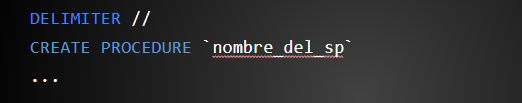 DELIMITER //
CREATE PROCEDURE `nombre_del_sp`
...